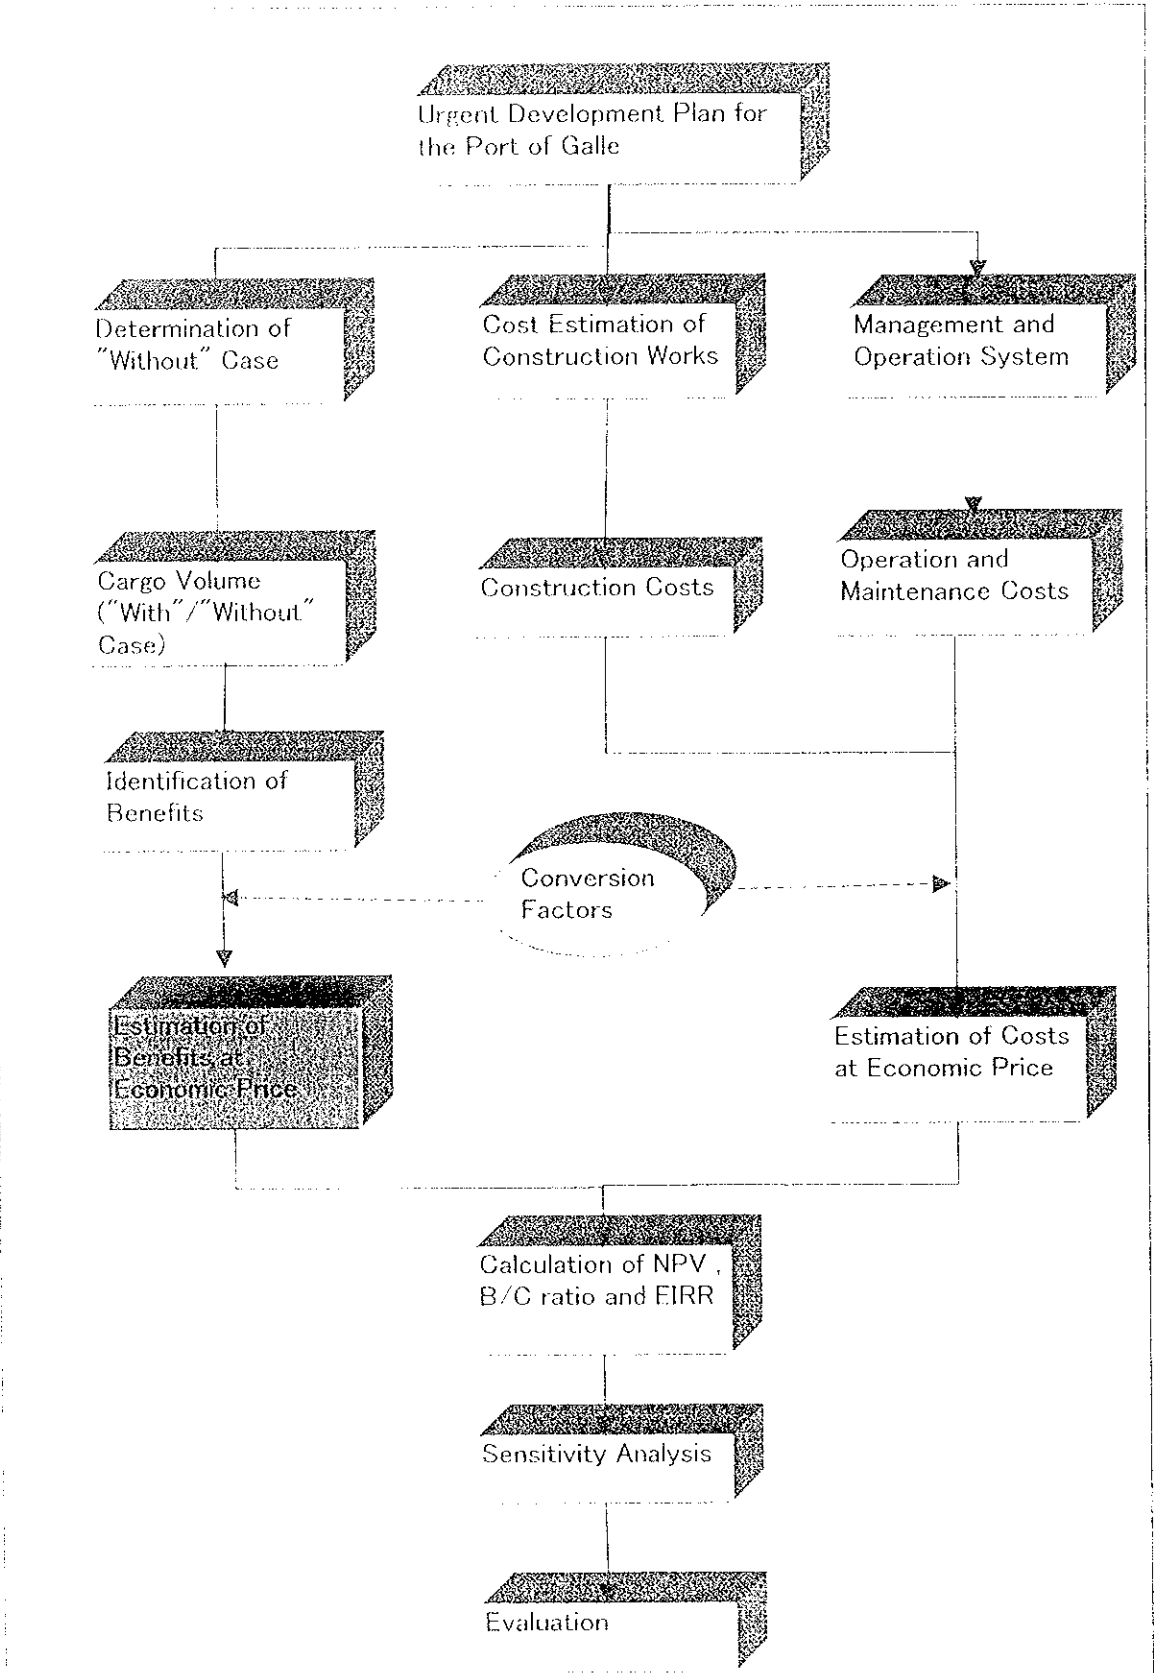 Urgent Development Plan for
the Port of Galle
Determination of
"Without" Case
Cost Estimation of
Construction Works
Management and
Operation System
Cargo Volume
("With"/"Without"
Case)
Construction Costs
Operation and
Maintenance Costs
Identification of
Benefits
Conversion
Factors
Estimation of
Benefits at
Economic Price
Estimation of Costs
at Economic Price
Calculation of NPV ,
B/C ratio and EIRR
Sensitivity Analysis
Evaluation